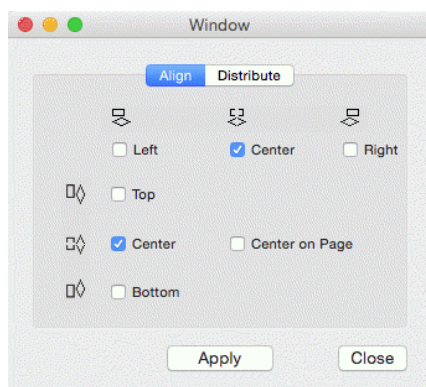 Window
Align Distribute
Left Center Right
Top
Center Center on Page
Bottom
Apply Close